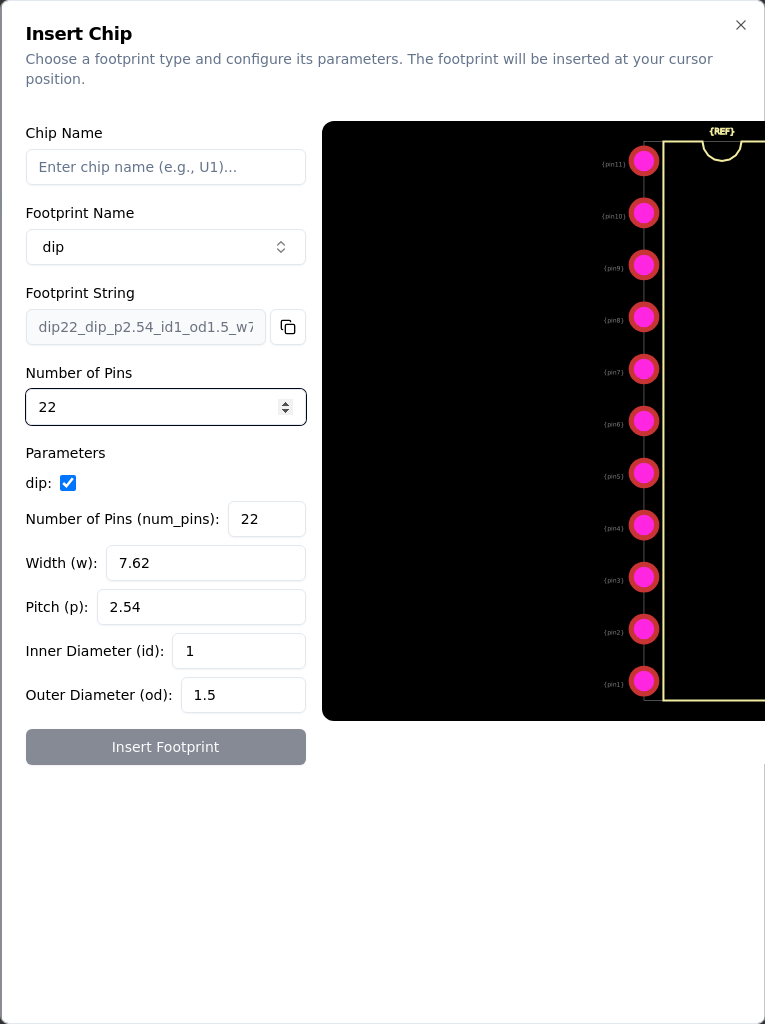 Insert Chip
Choose a footprint type and configure its parameters. The footprint will be inserted at your cursor
position.
Chip Name
Enter chip name (e.g., U1)...
Footprint Name
dip
Footprint String
dip22_dip_p2.54_id1_od1.5_w7
Number of Pins
22
Parameters
dip:
Number of Pins (num_pins): 22
Width (w): 7.62
Pitch (p): 2.54
Inner Diameter (id): 1
Outer Diameter (od): 1.5
Insert Footprint
{REF}
{pin11}
{pin10}
{pin9}
{pin8}
{pin7}
{pin6}
{pin5}
{pin4}
{pin3}
{pin2}
{pin1}